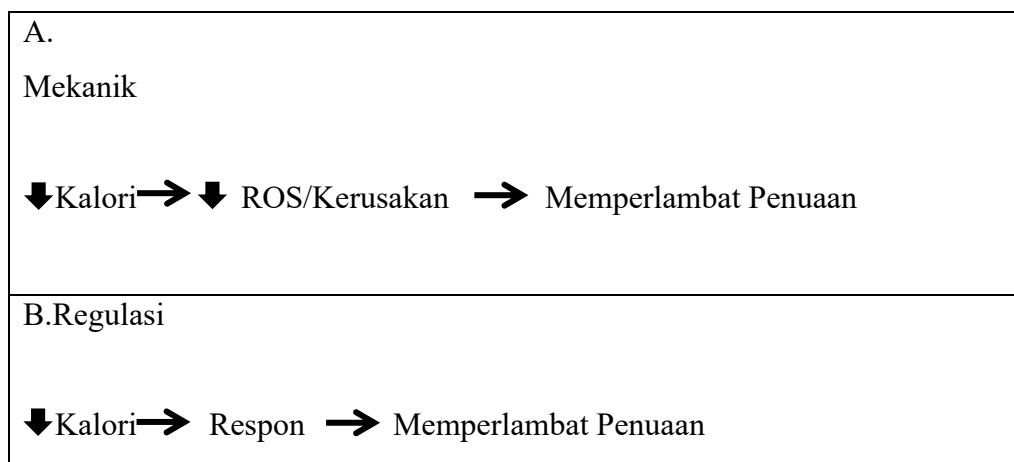 A.
Mekanik
Kalori ROS/Kerusakan Memperlambat Penuaan
B.Regulasi
Kalori Respon Memperlambat Penuaan